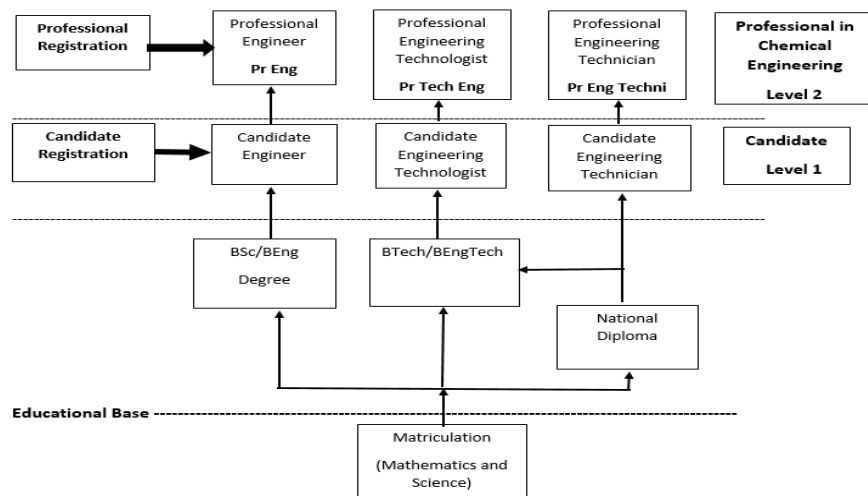 Professional
Registration
Professional
Engineer
Pr Eng
Professional
Engineering
Technologist
Pr Tech Eng
Professional
Engineering
Technician
Pr Eng Techni
Professional in
Chemical
Engineering
Level 2
Candidate
Registration
Candidate
Engineer
Candidate
Engineering
Technologist
Candidate
Engineering
Technician
Candidate
Level 1
BSc/BEng
Degree
BTech/BEngTech
National
Diploma
Educational Base
Matriculation
(Mathematics and
Science)